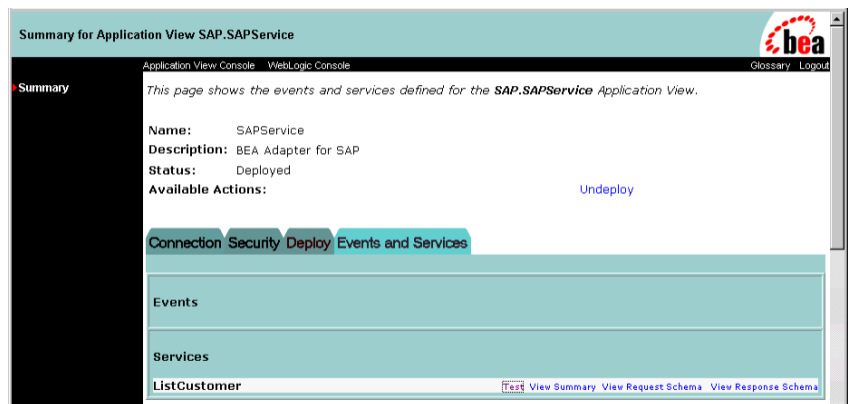 Summary for Application View SAP.SAPService
bea
Application View Console WebLogic Console Glossary Logout
Summary
This page shows the events and services defined for the SAP.SAPService Application View.
Name: SAPService
Description: BEA Adapter for SAP
Status: Deployed
Available Actions: Undeploy
Connection Security Deploy Events and Services
Events
Services
ListCustomer Test View Summary View Request Schema View Response Schema